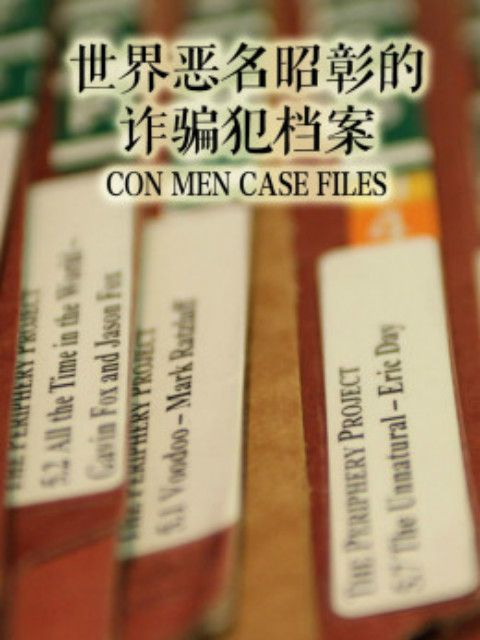 世界恶名昭彰的
诈骗犯档案
CON MEN CASE FILES
THE PERIPHERY PROJECT
5.2 All the Time in the World –
Gavin Fox and Jason Fox
THE PERIPHERY PROJECT
6.1 Voodoo – Mark
THE PERIPHERY PROJECT
5.7 The Unnatural – Eric Day